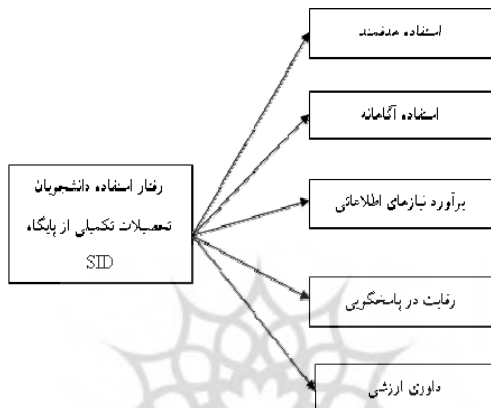 استفاده هدفمند
استفاده آگاهانه
رفتار استفاده دانشجویان
تحصیلات تکمیلی از پایگاه
SID
برآورد نیازهای اطلاعاتی
رقابت در پاسخگویی
داوری ارزشی